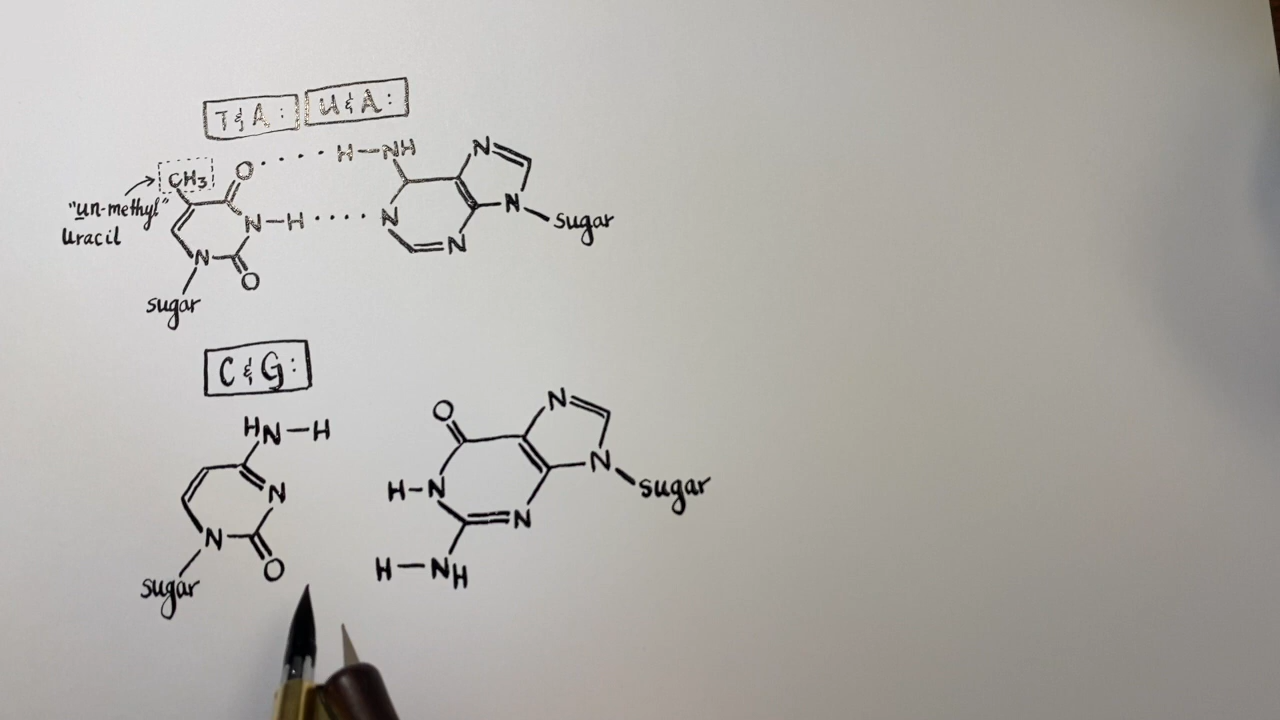 T & A : U & A :
CH₃ O · · · · H—NH N
"un-methyl" N—H · · · · N N sugar
Uracil N O N
sugar
C & G :
HN—H O N
N H—N N N sugar
N O
sugar H—NH